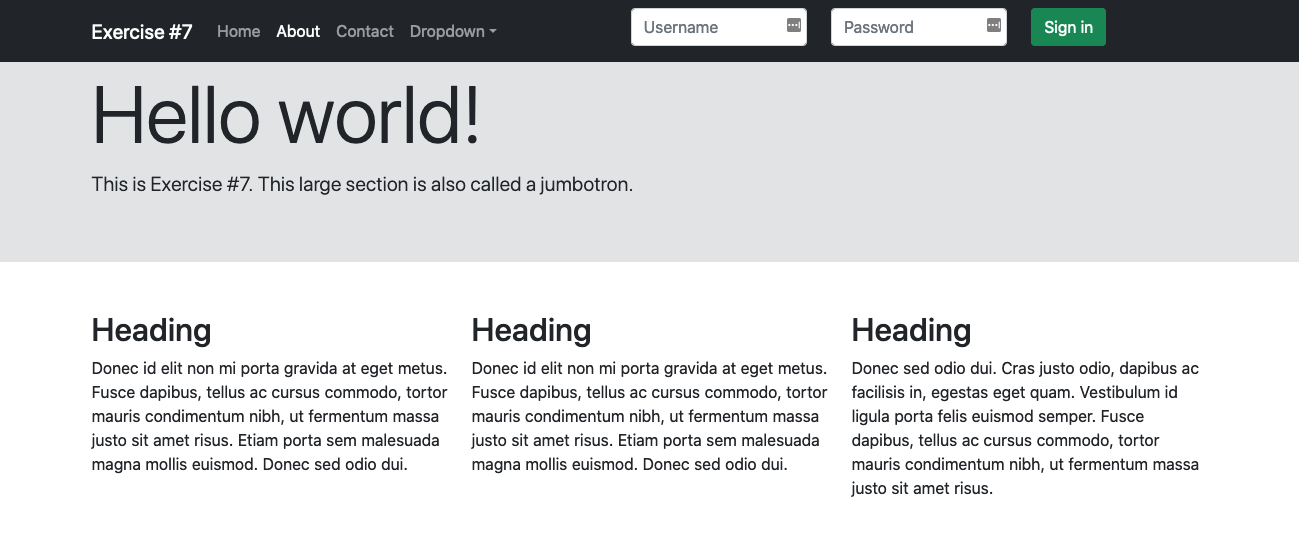 Exercise #7 Home About Contact Dropdown Username Password Sign in
Hello world!
This is Exercise #7. This large section is also called a jumbotron.
Heading
Donec id elit non mi porta gravida at eget metus.
Fusce dapibus, tellus ac cursus commodo, tortor
mauris condimentum nibh, ut fermentum massa
justo sit amet risus. Etiam porta sem malesuada
magna mollis euismod. Donec sed odio dui.
Heading
Donec id elit non mi porta gravida at eget metus.
Fusce dapibus, tellus ac cursus commodo, tortor
mauris condimentum nibh, ut fermentum massa
justo sit amet risus. Etiam porta sem malesuada
magna mollis euismod. Donec sed odio dui.
Heading
Donec sed odio dui. Cras justo odio, dapibus ac
facilisis in, egestas eget quam. Vestibulum id
ligula porta felis euismod semper. Fusce
dapibus, tellus ac cursus commodo, tortor
mauris condimentum nibh, ut fermentum massa
justo sit amet risus.